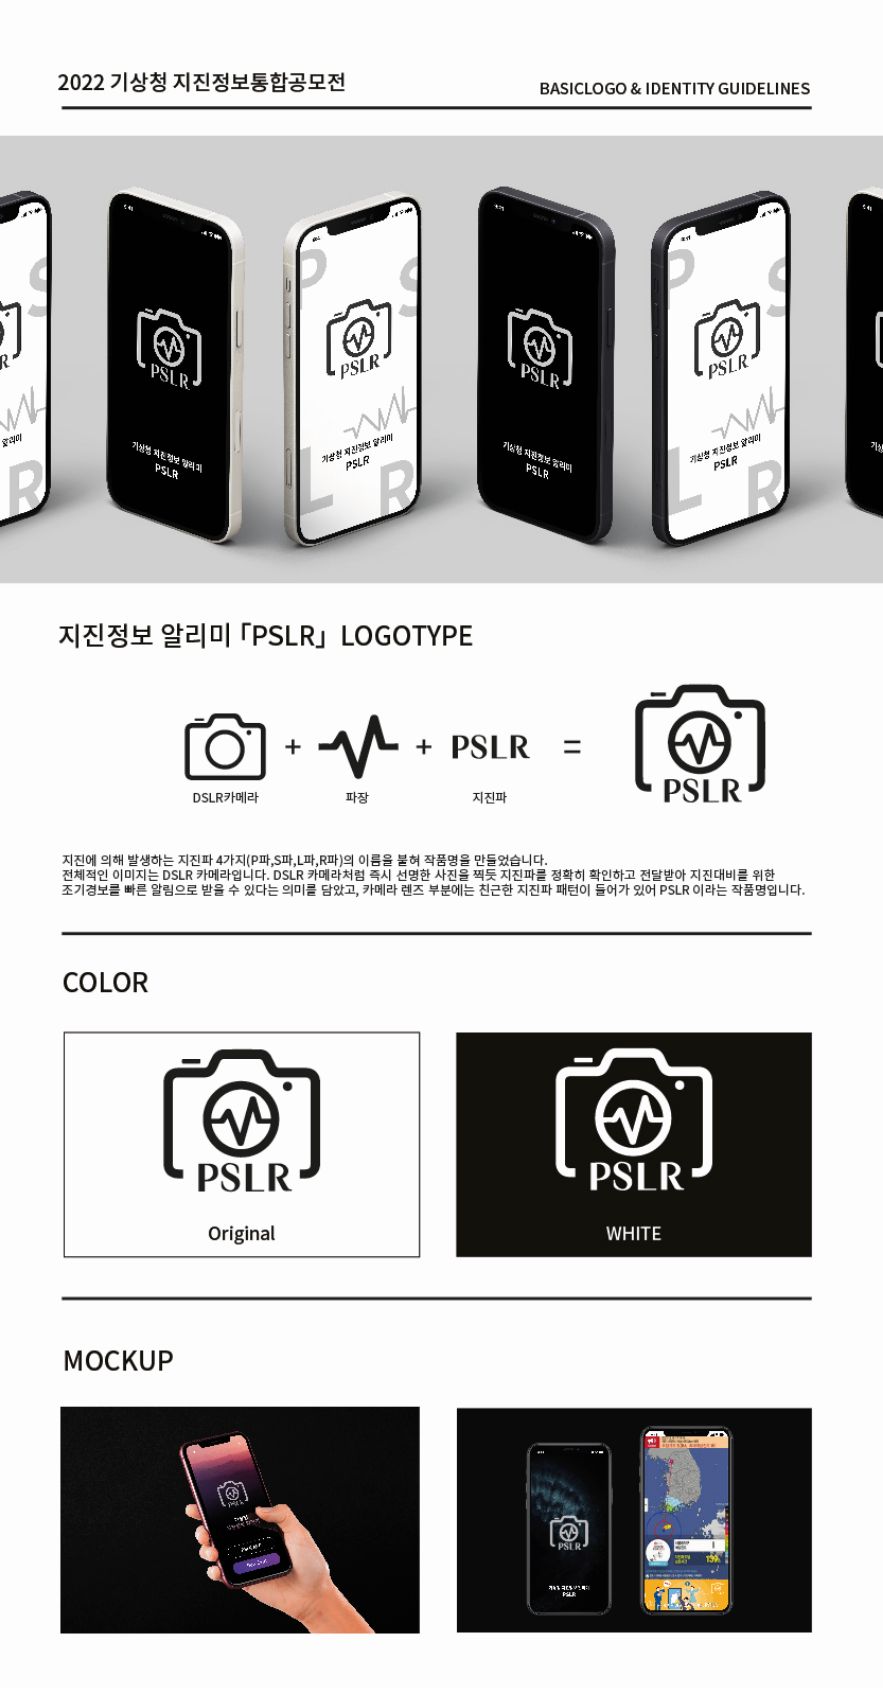 2022 기상청 지진정보통합공모전
BASICLOGO & IDENTITY GUIDELINES
P
S
S
P
S
PSLR
PSLR
PSLR
PSLR
기상청 지진정보 알리미
PSLR
기상청 지진정보 알리미
PSLR
기상청 지진정보 알리미
PSLR
기상청 지진정보 알리미
PSLR
R
L
R
L
R
지진정보 알리미 「PSLR」 LOGOTYPE
+
+
PSLR
=
PSLR
DSLR카메라
파장
지진파
지진에 의해 발생하는 지진파 4가지(P파,S파,L파,R파)의 이름을 붙혀 작품명을 만들었습니다.
전체적인 이미지는 DSLR 카메라입니다. DSLR 카메라처럼 즉시 선명한 사진을 찍듯 지진파를 정확히 확인하고 전달받아 지진대비를 위한
조기경보를 빠른 알림으로 받을 수 있다는 의미를 담았고, 카메라 렌즈 부분에는 친근한 지진파 패턴이 들어가 있어 PSLR 이라는 작품명입니다.
COLOR
PSLR
Original
PSLR
WHITE
MOCKUP
PSLR
PSLR
PSLR